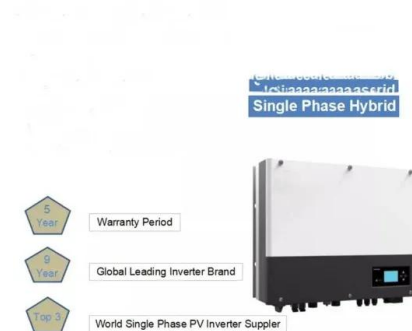 Single Phase Hybrid
5
Year
Warranty Period
9
Year
Global Leading Inverter Brand
Top 3
World Single Phase PV Inverter Suppler